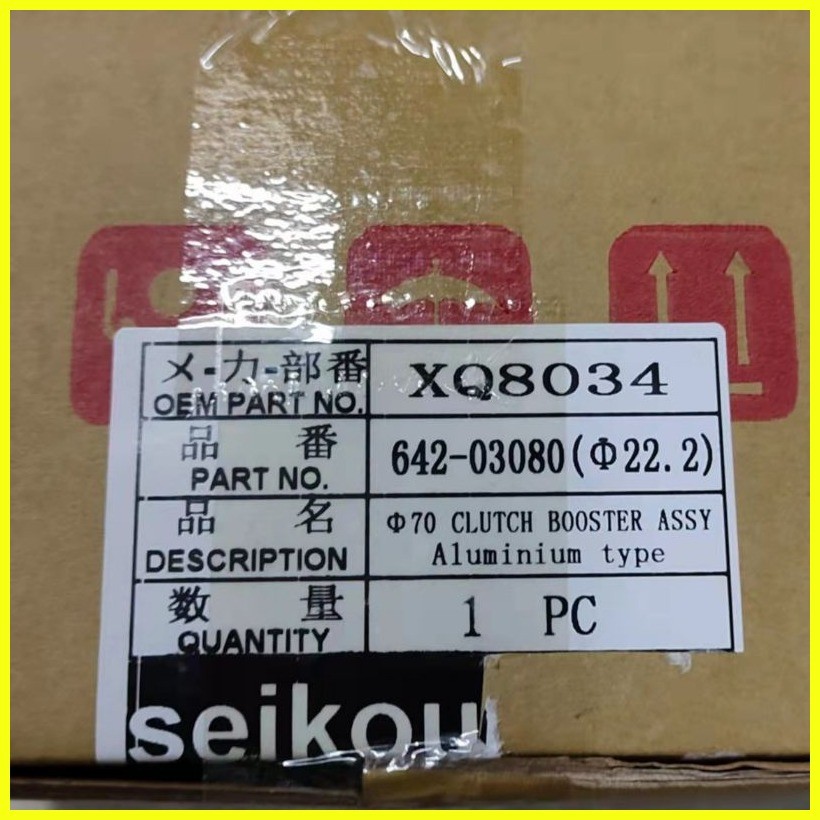 メ-カ-部番
OEM PART NO.
XQ8034
品 番
PART NO.
642-03080(Φ22.2)
品 名
DESCRIPTION
Φ70 CLUTCH BOOSTER ASSY
Aluminium type
数 量
QUANTITY
1 PC
seikou